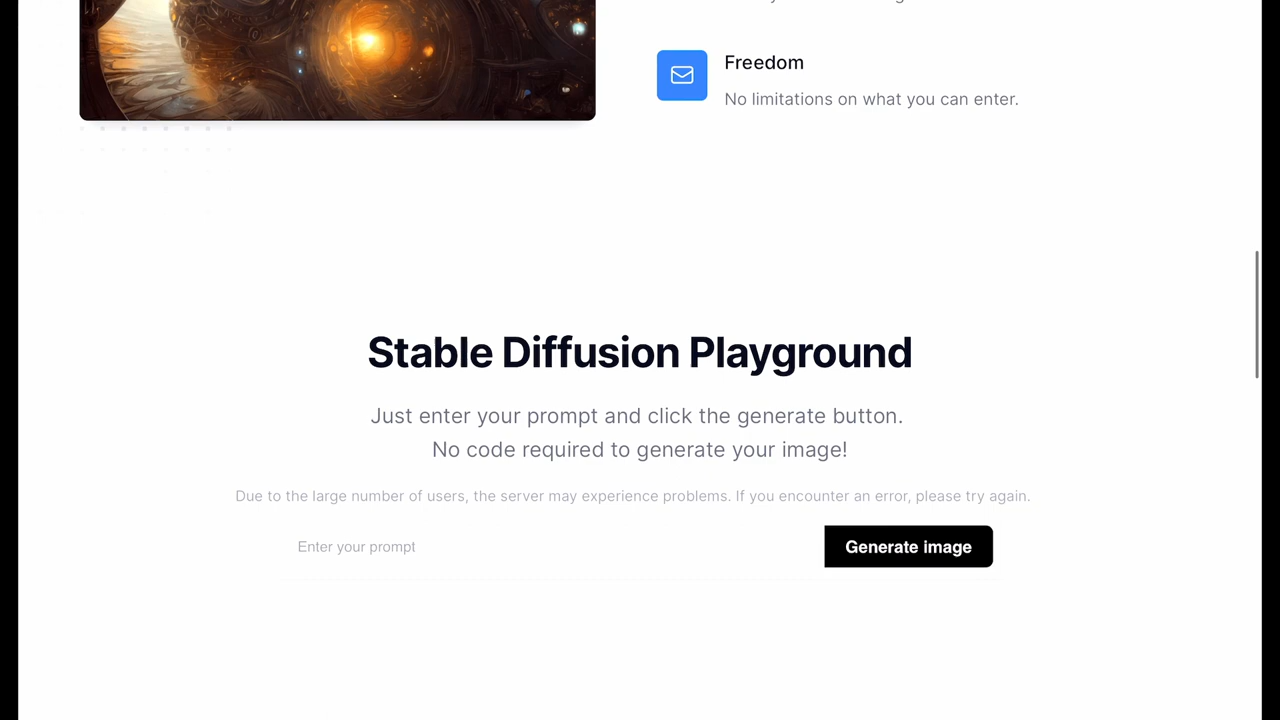 Freedom
No limitations on what you can enter.
Stable Diffusion Playground
Just enter your prompt and click the generate button.
No code required to generate your image!
Due to the large number of users, the server may experience problems. If you encounter an error, please try again.
Enter your prompt
Generate image